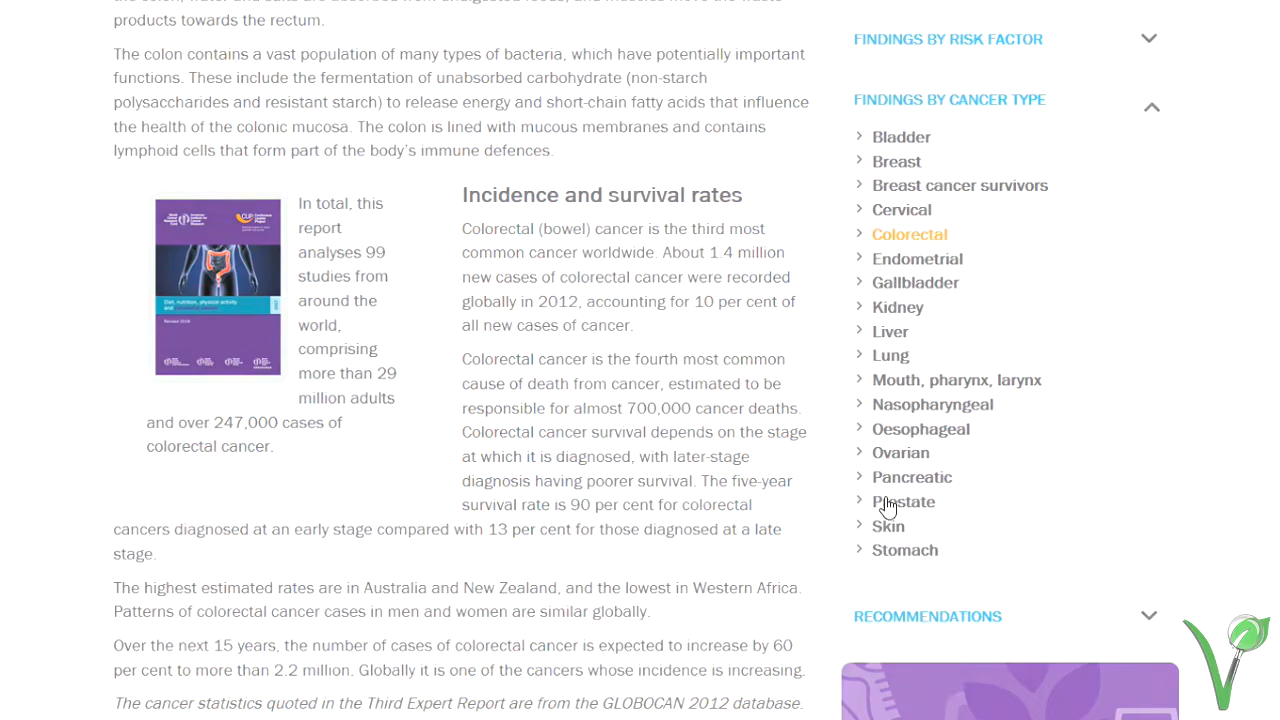 products towards the rectum.
The colon contains a vast population of many types of bacteria, which have potentially important
functions. These include the fermentation of unabsorbed carbohydrate (non-starch
polysaccharides and resistant starch) to release energy and short-chain fatty acids that influence
the health of the colonic mucosa. The colon is lined with mucous membranes and contains
lymphoid cells that form part of the body’s immune defences.
In total, this
report
analyses 99
studies from
around the
world,
comprising
more than 29
million adults
and over 247,000 cases of
colorectal cancer.
Incidence and survival rates
Colorectal (bowel) cancer is the third most
common cancer worldwide. About 1.4 million
new cases of colorectal cancer were recorded
globally in 2012, accounting for 10 per cent of
all new cases of cancer.
Colorectal cancer is the fourth most common
cause of death from cancer, estimated to be
responsible for almost 700,000 cancer deaths.
Colorectal cancer survival depends on the stage
at which it is diagnosed, with later-stage
diagnosis having poorer survival. The five-year
survival rate is 90 per cent for colorectal
cancers diagnosed at an early stage compared with 13 per cent for those diagnosed at a late
stage.
The highest estimated rates are in Australia and New Zealand, and the lowest in Western Africa.
Patterns of colorectal cancer cases in men and women are similar globally.
Over the next 15 years, the number of cases of colorectal cancer is expected to increase by 60
per cent to more than 2.2 million. Globally it is one of the cancers whose incidence is increasing.
The cancer statistics quoted in the Third Expert Report are from the GLOBOCAN 2012 database.
FINDINGS BY RISK FACTOR
FINDINGS BY CANCER TYPE
Bladder
Breast
Breast cancer survivors
Cervical
Colorectal
Endometrial
Gallbladder
Kidney
Liver
Lung
Mouth, pharynx, larynx
Nasopharyngeal
Oesophageal
Ovarian
Pancreatic
Prostate
Skin
Stomach
RECOMMENDATIONS